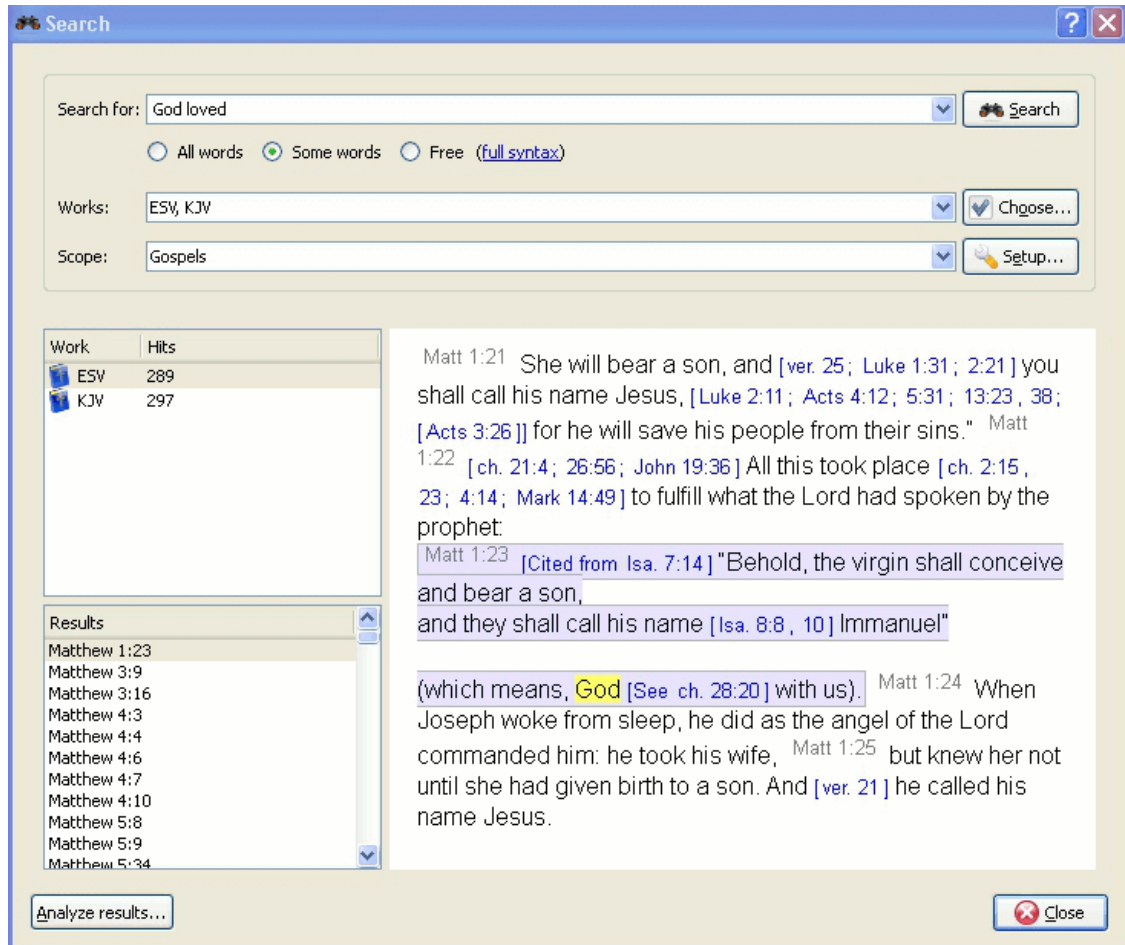 Search
Search for: God loved Search
All words Some words Free (full syntax)
Works: ESV, KJV Choose...
Scope: Gospels Setup...
Work Hits
ESV 289
KJV 297
Results
Matthew 1:23
Matthew 3:9
Matthew 3:16
Matthew 4:3
Matthew 4:4
Matthew 4:6
Matthew 4:7
Matthew 4:10
Matthew 5:8
Matthew 5:9
Matthew 5:34
Matt 1:21 She will bear a son, and [ver. 25; Luke 1:31; 2:21] you
shall call his name Jesus, [Luke 2:11; Acts 4:12; 5:31; 13:23, 38;
[Acts 3:26]] for he will save his people from their sins." Matt
1:22 [ch. 21:4; 26:56; John 19:36] All this took place [ch. 2:15,
23; 4:14; Mark 14:49] to fulfill what the Lord had spoken by the
prophet:
Matt 1:23 [Cited from Isa. 7:14] "Behold, the virgin shall conceive
and bear a son,
and they shall call his name [Isa. 8:8, 10] Immanuel"
(which means, God [See ch. 28:20] with us). Matt 1:24 When
Joseph woke from sleep, he did as the angel of the Lord
commanded him: he took his wife, Matt 1:25 but knew her not
until she had given birth to a son. And [ver. 21] he called his
name Jesus.
Analyze results... Close